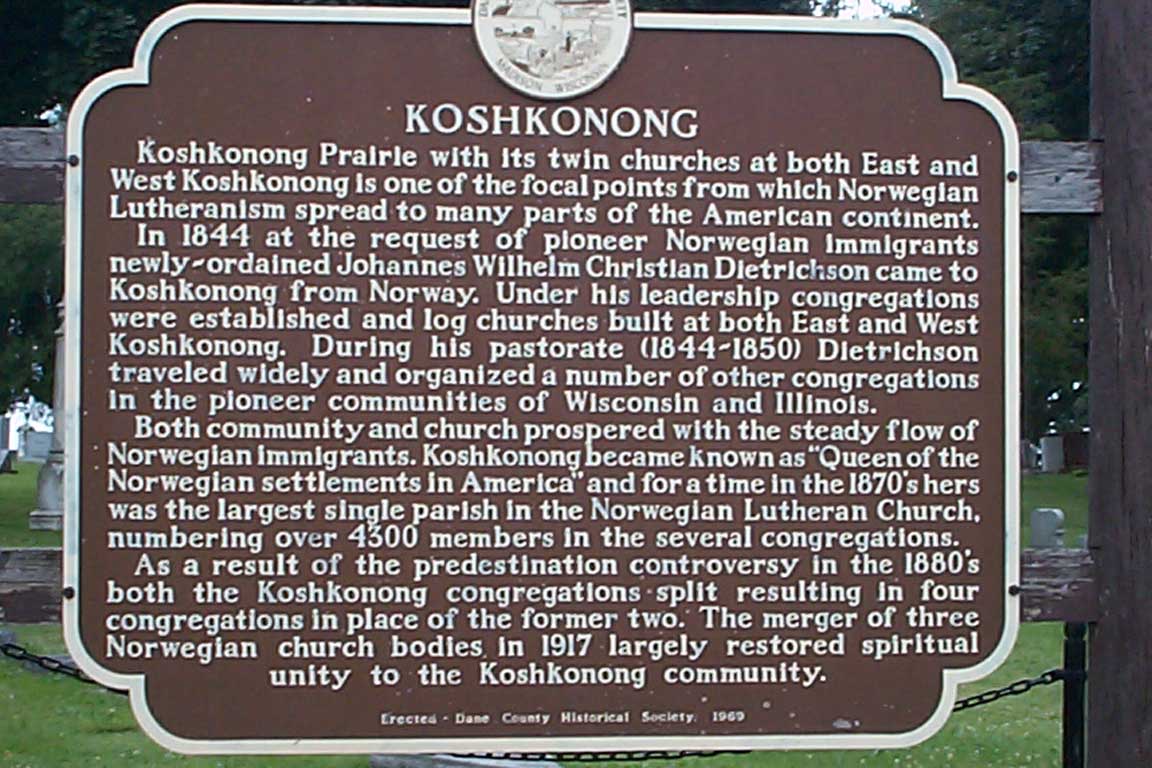 MADISON WISCONSIN
KOSHKONONG
Koshkonong Prairie with its twin churches at both East and
West Koshkonong is one of the focal points from which Norwegian
Lutheranism spread to many parts of the American continent.
In 1844 at the request of pioneer Norwegian immigrants
newly-ordained Johannes Wilhelm Christian Dietrichson came to
Koshkonong from Norway. Under his leadership congregations
were established and log churches built at both East and West
Koshkonong. During his pastorate (1844-1850) Dietrichson
traveled widely and organized a number of other congregations
in the pioneer communities of Wisconsin and Illinois.
Both community and church prospered with the steady flow of
Norwegian immigrants. Koshkonong became known as "Queen of the
Norwegian settlements in America" and for a time in the 1870's hers
was the largest single parish in the Norwegian Lutheran Church,
numbering over 4300 members in the several congregations.
As a result of the predestination controversy in the 1880's
both the Koshkonong congregations split resulting in four
congregations in place of the former two. The merger of three
Norwegian church bodies in 1917 largely restored spiritual
unity to the Koshkonong community.
Erected - Dane County Historical Society, 1969